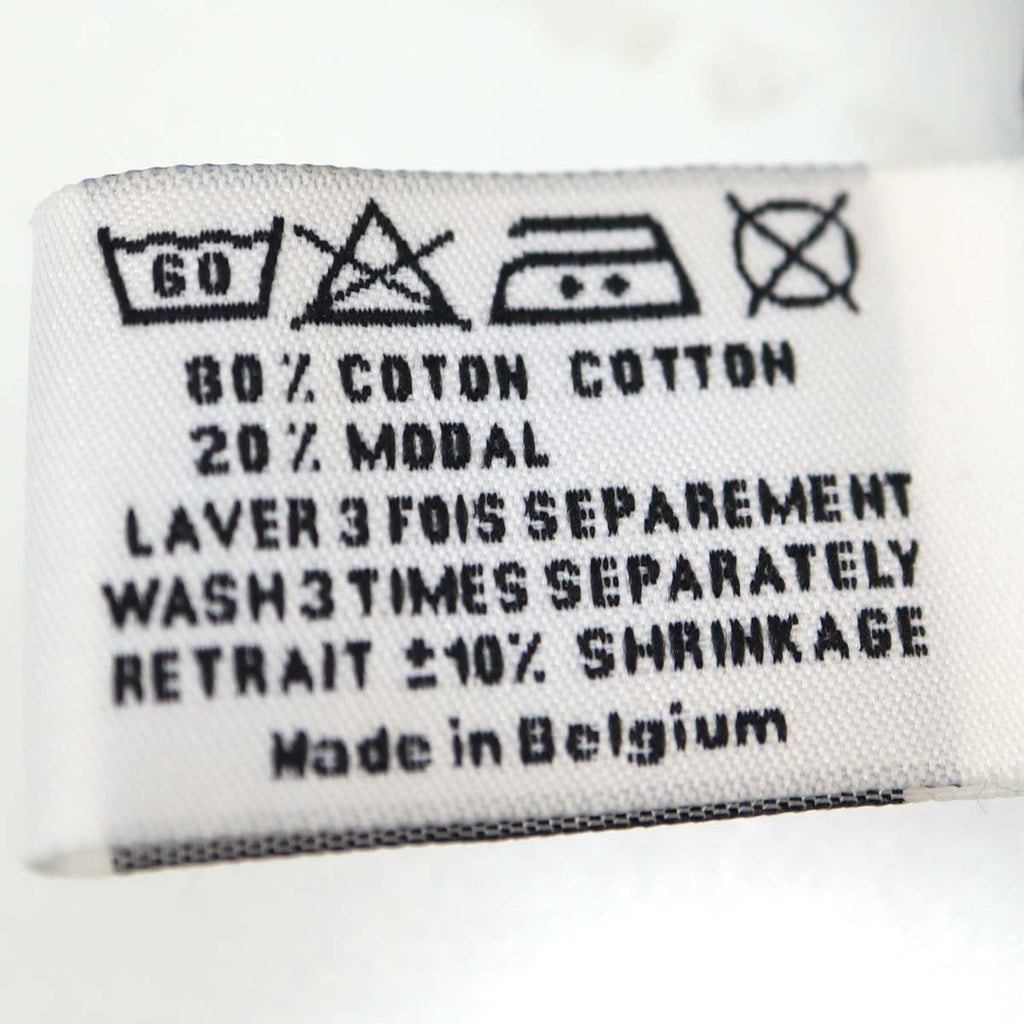 60
80% COTON COTTON
20% MODAL
LAVER 3 FOIS SEPAREMENT
WASH 3 TIMES SEPARATELY
RETRAIT ±10% SHRINKAGE
Made in Belgium